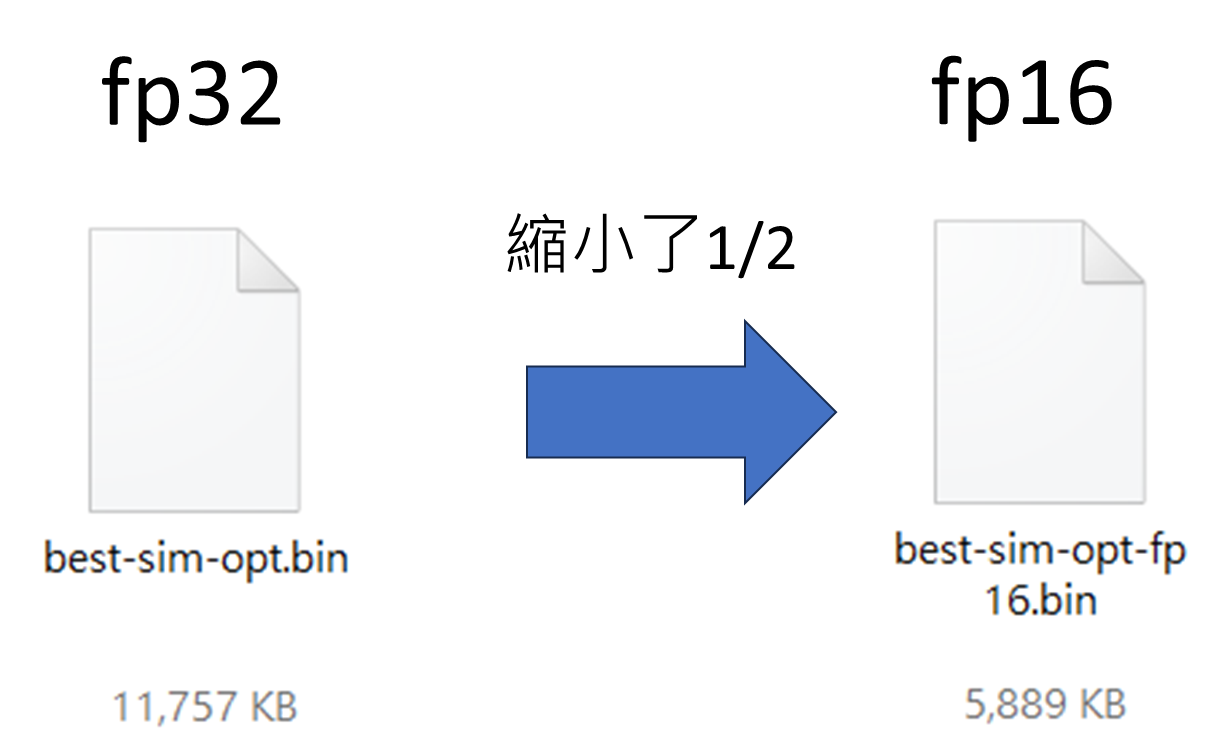 fp32
fp16
縮小了1/2
best-sim-opt.bin
best-sim-opt-fp
16.bin
11,757 KB
5,889 KB